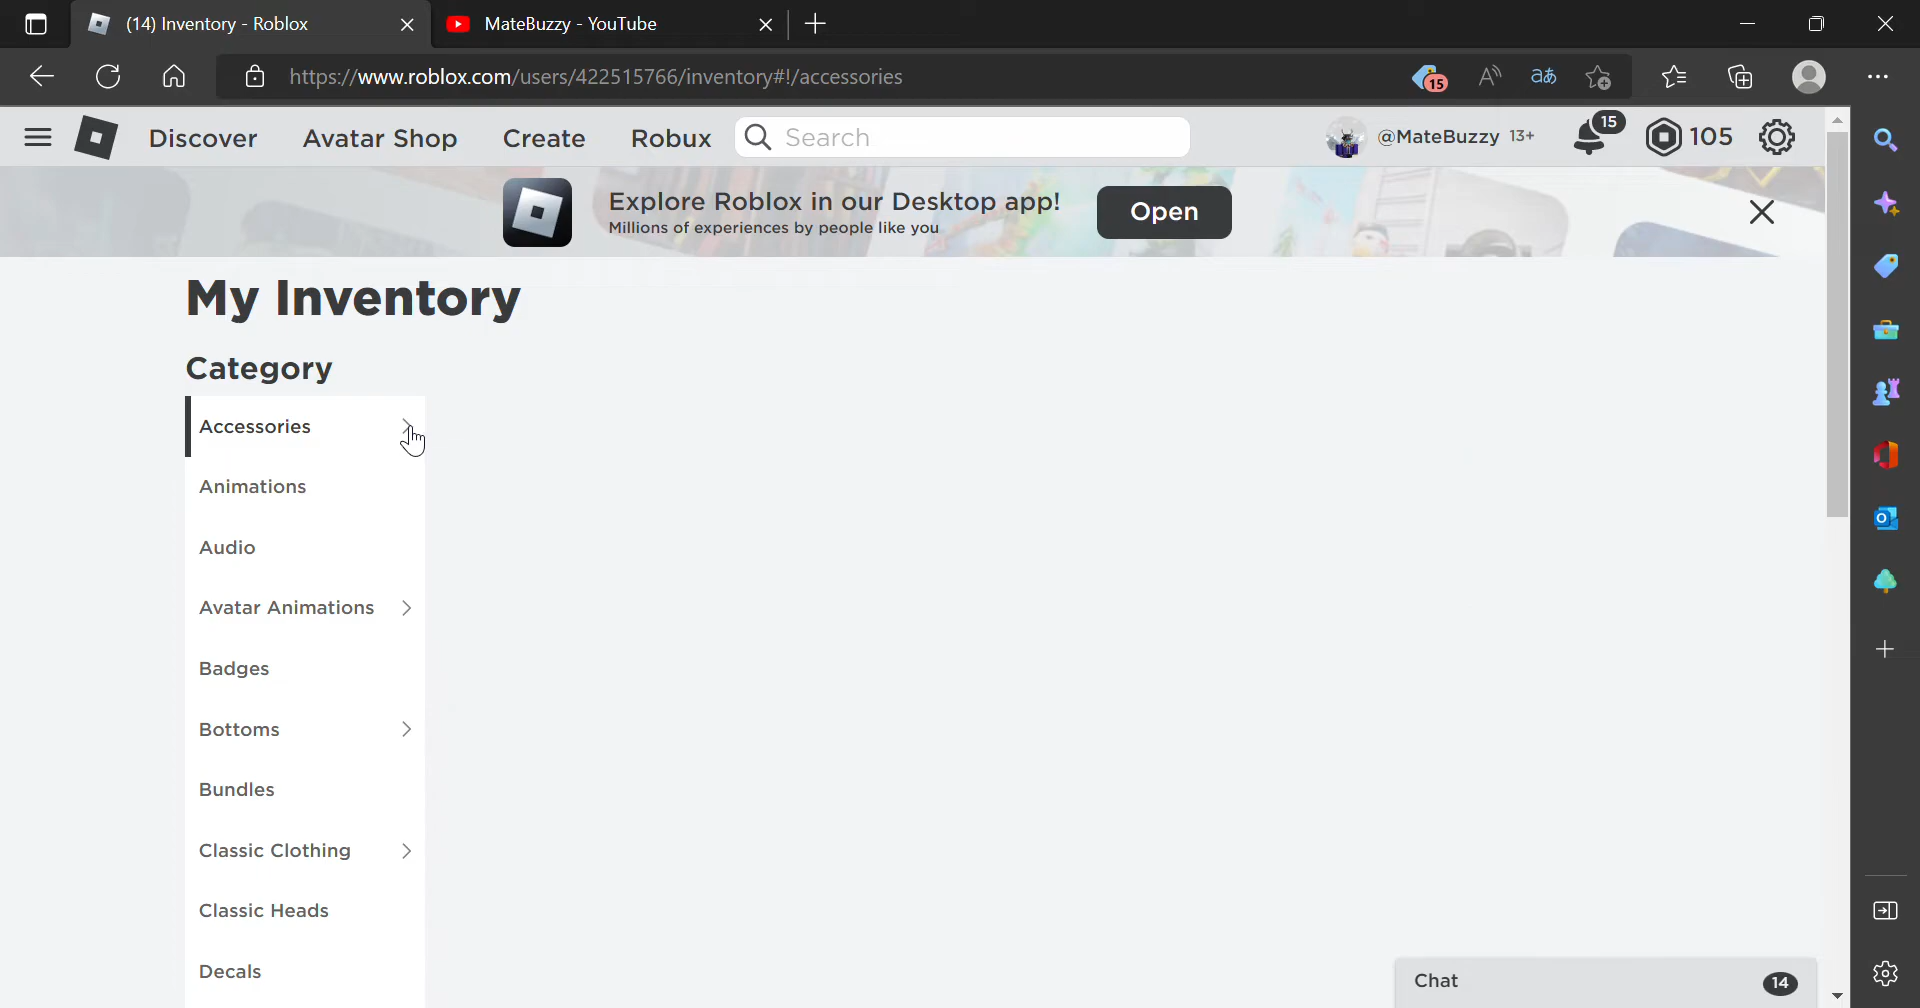 (14) Inventory - Roblox
MateBuzzy - YouTube
https://www.roblox.com/users/422515766/inventory#!/accessories
15
Discover
Avatar Shop
Create
Robux
Search
@MateBuzzy 13+
15
105
Explore Roblox in our Desktop app!
Millions of experiences by people like you
Open
My Inventory
Category
Accessories
Animations
Audio
Avatar Animations
Badges
Bottoms
Bundles
Classic Clothing
Classic Heads
Decals
Chat
14